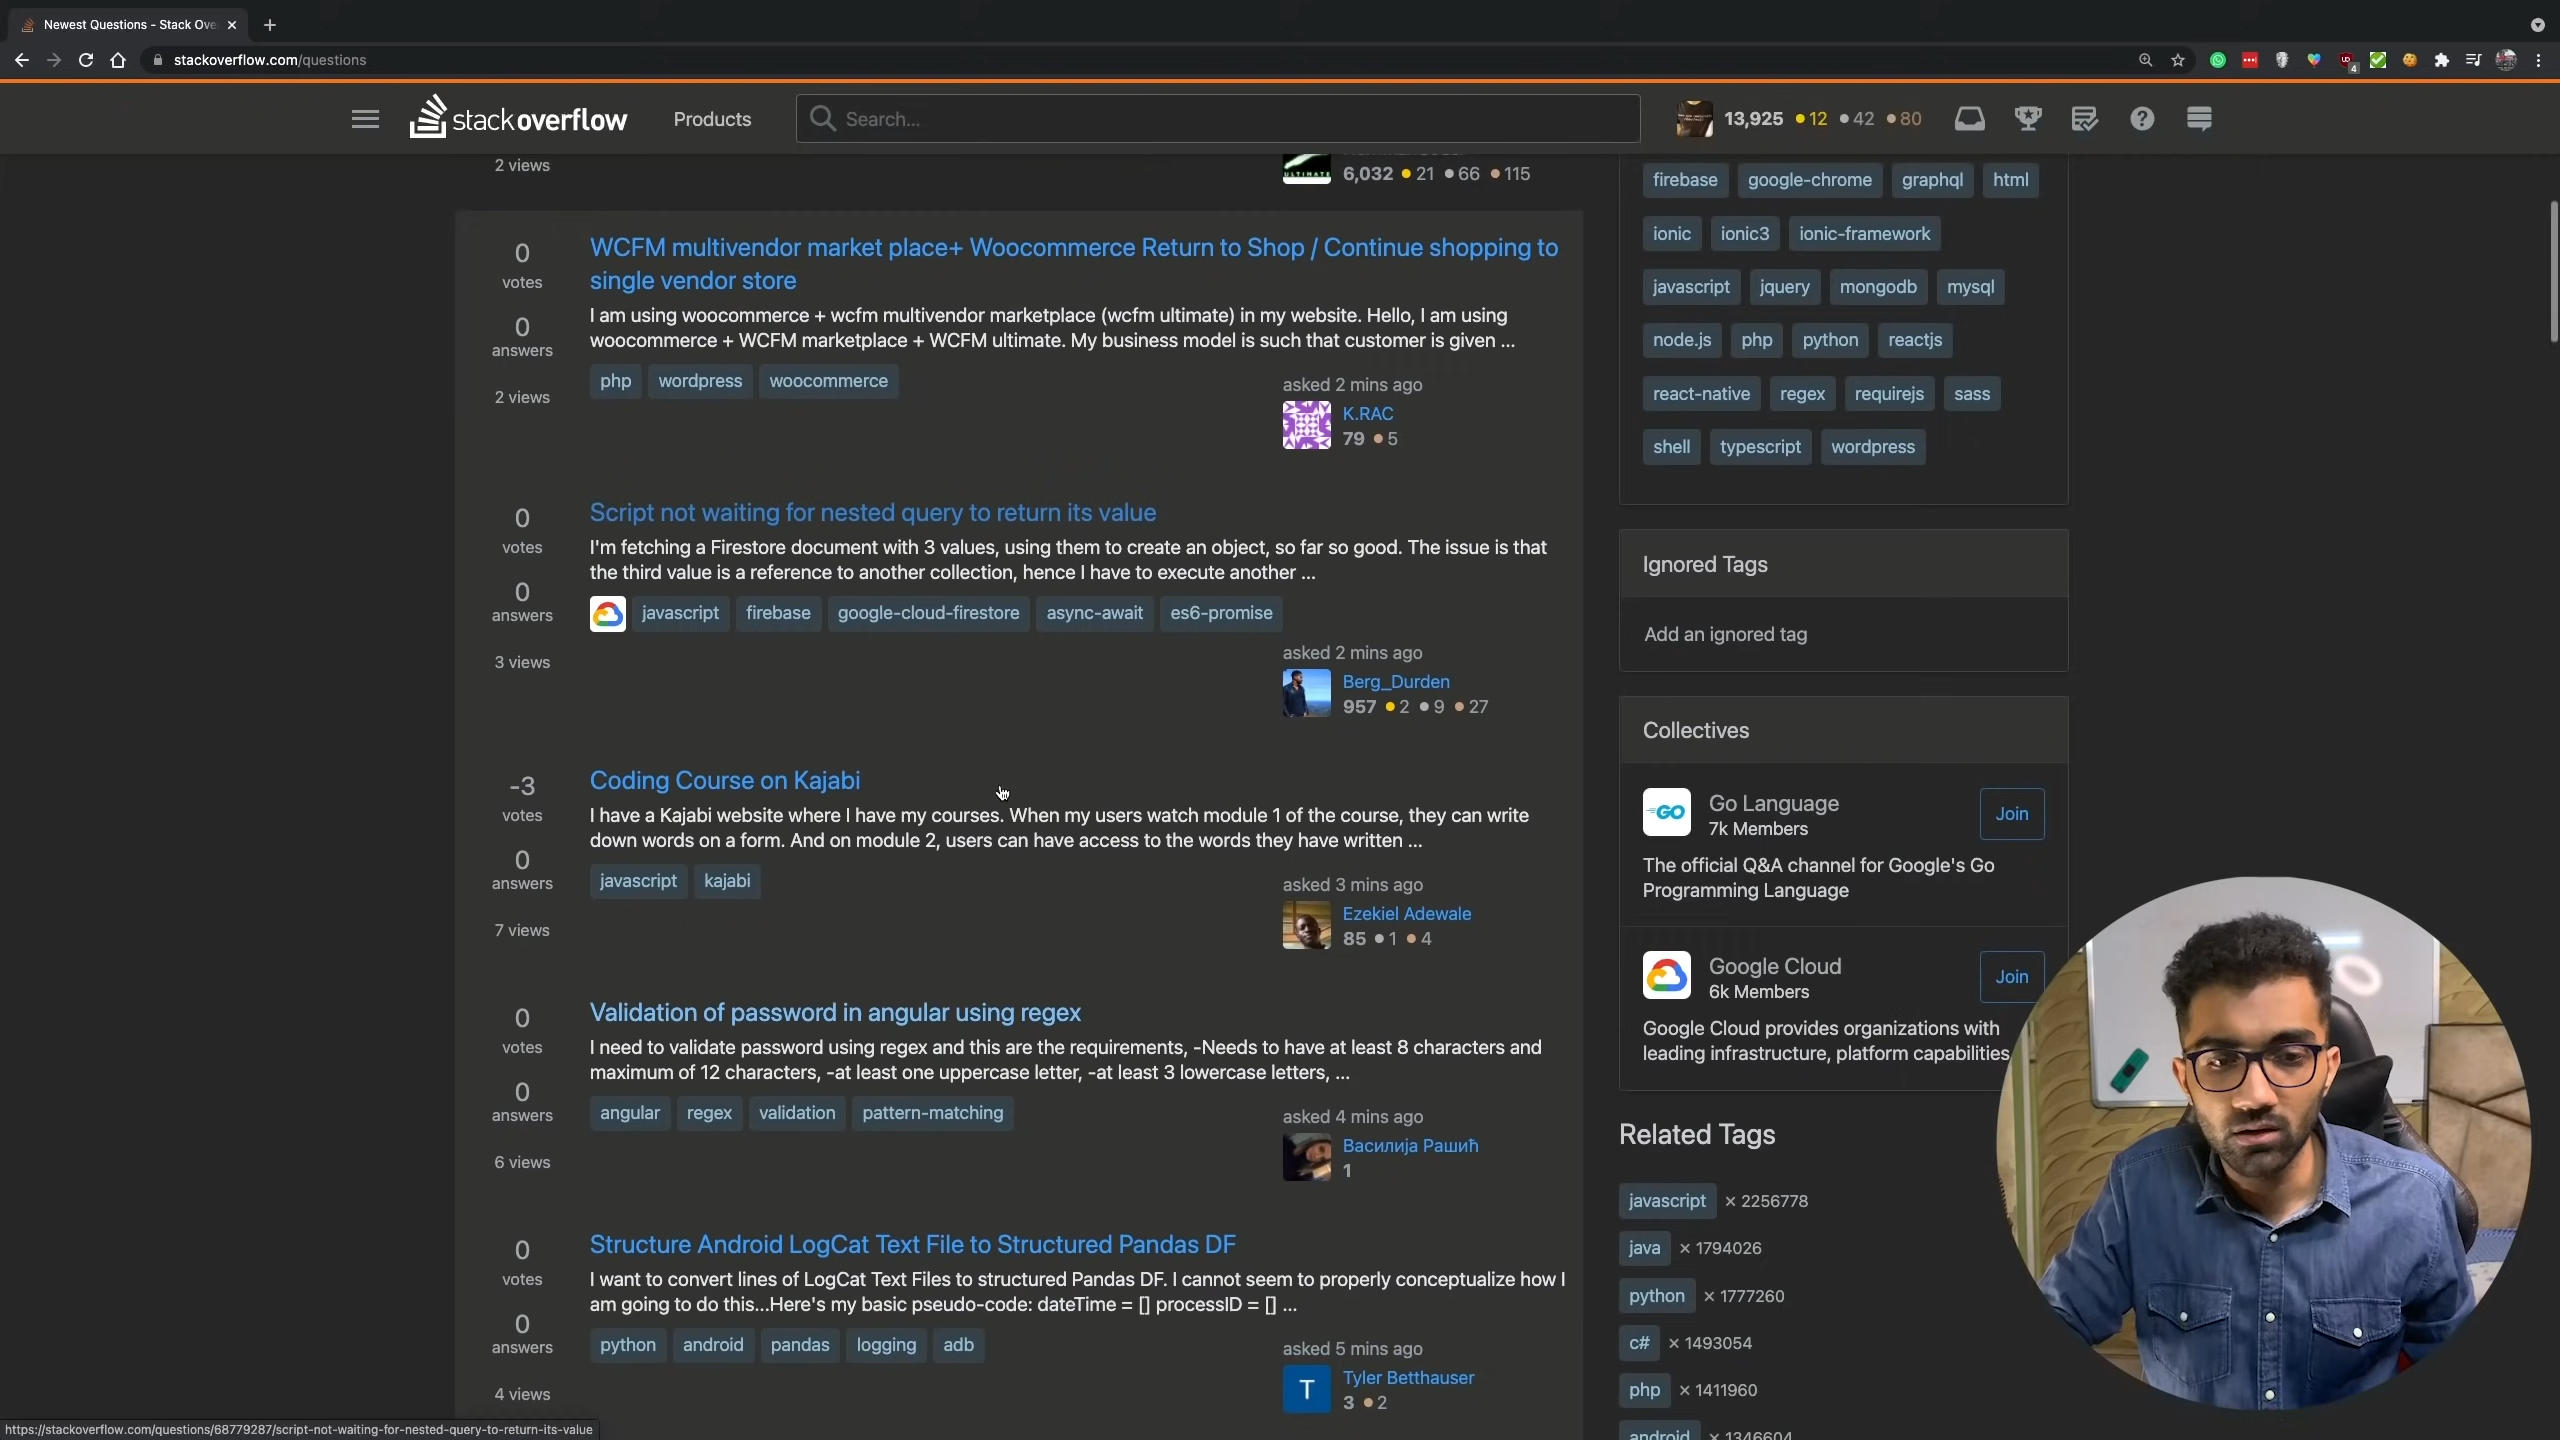 Newest Questions - Stack Ove
stackoverflow.com/questions
stackoverflow
Products
Search...
13,925 12 42 80
2 views
6,032 21 66 115
0
votes
0
answers
2 views
WCFM multivendor market place+ Woocommerce Return to Shop / Continue shopping to
single vendor store
I am using woocommerce + wcfm multivendor marketplace (wcfm ultimate) in my website. Hello, I am using
woocommerce + WCFM marketplace + WCFM ultimate. My business model is such that customer is given ...
php wordpress woocommerce
asked 2 mins ago
K.RAC
79 5
0
votes
0
answers
3 views
Script not waiting for nested query to return its value
I'm fetching a Firestore document with 3 values, using them to create an object, so far so good. The issue is that
the third value is a reference to another collection, hence I have to execute another ...
javascript firebase google-cloud-firestore async-await es6-promise
asked 2 mins ago
Berg_Durden
957 2 9 27
-3
votes
0
answers
7 views
Coding Course on Kajabi
I have a Kajabi website where I have my courses. When my users watch module 1 of the course, they can write
down words on a form. And on module 2, users can have access to the words they have written ...
javascript kajabi
asked 3 mins ago
Ezekiel Adewale
85 1 4
0
votes
0
answers
6 views
Validation of password in angular using regex
I need to validate password using regex and this are the requirements, -Needs to have at least 8 characters and
maximum of 12 characters, -at least one uppercase letter, -at least 3 lowercase letters, ...
angular regex validation pattern-matching
asked 4 mins ago
Василија Рашић
1
0
votes
0
answers
4 views
Structure Android LogCat Text File to Structured Pandas DF
I want to convert lines of LogCat Text Files to structured Pandas DF. I cannot seem to properly conceptualize how I
am going to do this...Here's my basic pseudo-code: dateTime = [] processID = [] ...
python android pandas logging adb
asked 5 mins ago
T
Tyler Betthauser
3 2
firebase google-chrome graphql html
ionic ionic3 ionic-framework
javascript jquery mongodb mysql
node.js php python reactjs
react-native regex requirejs sass
shell typescript wordpress
Ignored Tags
Add an ignored tag
Collectives
GO
Go Language
7k Members
Join
The official Q&A channel for Google's Go
Programming Language
Google Cloud
6k Members
Join
Google Cloud provides organizations with
leading infrastructure, platform capabilities
Related Tags
javascript × 2256778
java × 1794026
python × 1777260
c# × 1493054
php × 1411960
android × 1346604
https://stackoverflow.com/questions/68779287/script-not-waiting-for-nested-query-to-return-its-value